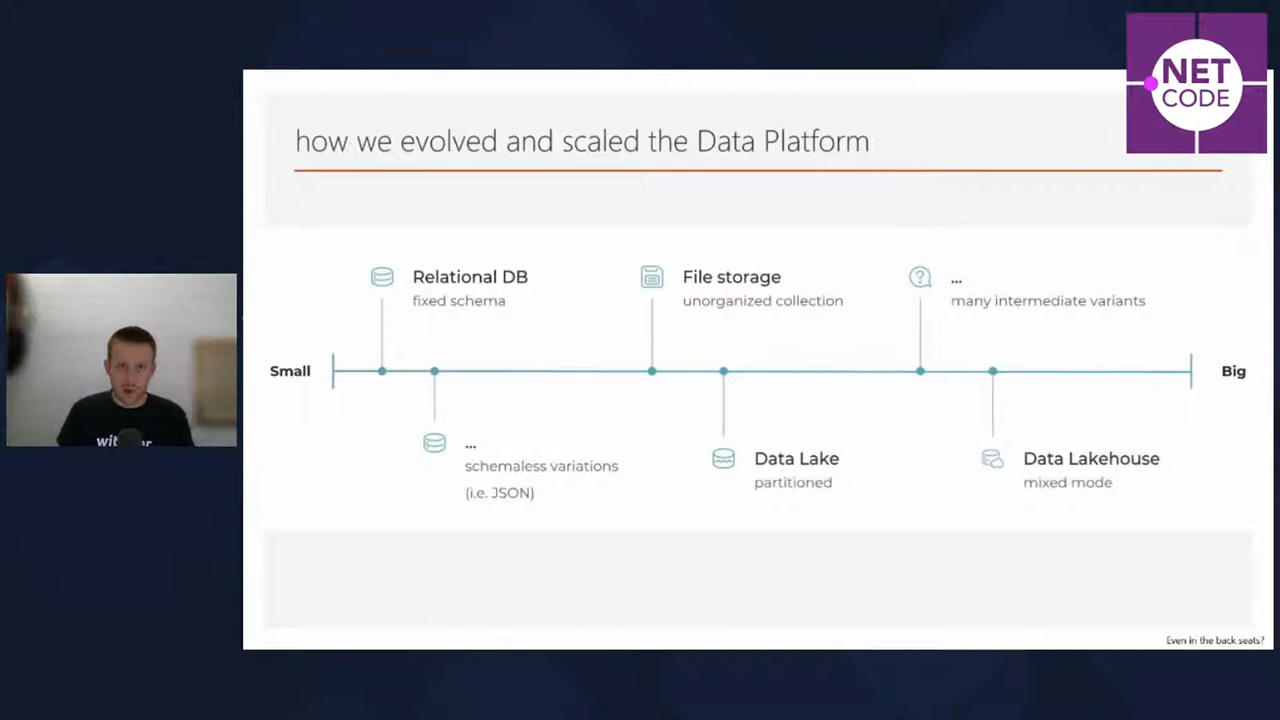 NET
CODE
how we evolved and scaled the Data Platform
Relational DB
fixed schema
File storage
unorganized collection
...
many intermediate variants
Small
Big
...
schemaless variations
(i.e. JSON)
Data Lake
partitioned
Data Lakehouse
mixed mode
Even in the back seats?